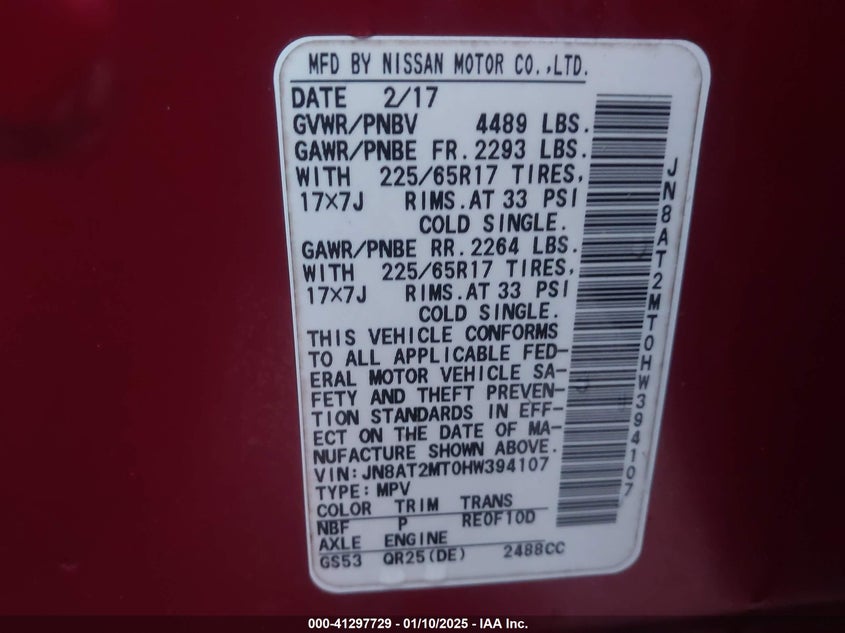 MFD BY NISSAN MOTOR CO.,LTD.
DATE 2/17
GVWR/PNBV 4489 LBS.
GAWR/PNBE FR.2293 LBS.
WITH 225/65R17 TIRES,
17×7J RIMS.AT 33 PSI
COLD SINGLE.
GAWR/PNBE RR.2264 LBS.
WITH 225/65R17 TIRES,
17×7J RIMS.AT 33 PSI
COLD SINGLE.
THIS VEHICLE CONFORMS
TO ALL APPLICABLE FED-
ERAL MOTOR VEHICLE SA-
FETY AND THEFT PREVEN-
TION STANDARDS IN EFF-
ECT ON THE DATE OF MA-
NUFACTURE SHOWN ABOVE.
VIN:JN8AT2MT0HW394107
TYPE:MPV
COLOR TRIM TRANS
NBF P RE0F10D
AXLE ENGINE
GS53 QR25(DE) 2488CC
JN8AT2MT0HW394107
000-41297729 — 01/10/2025 - IAA Inc.